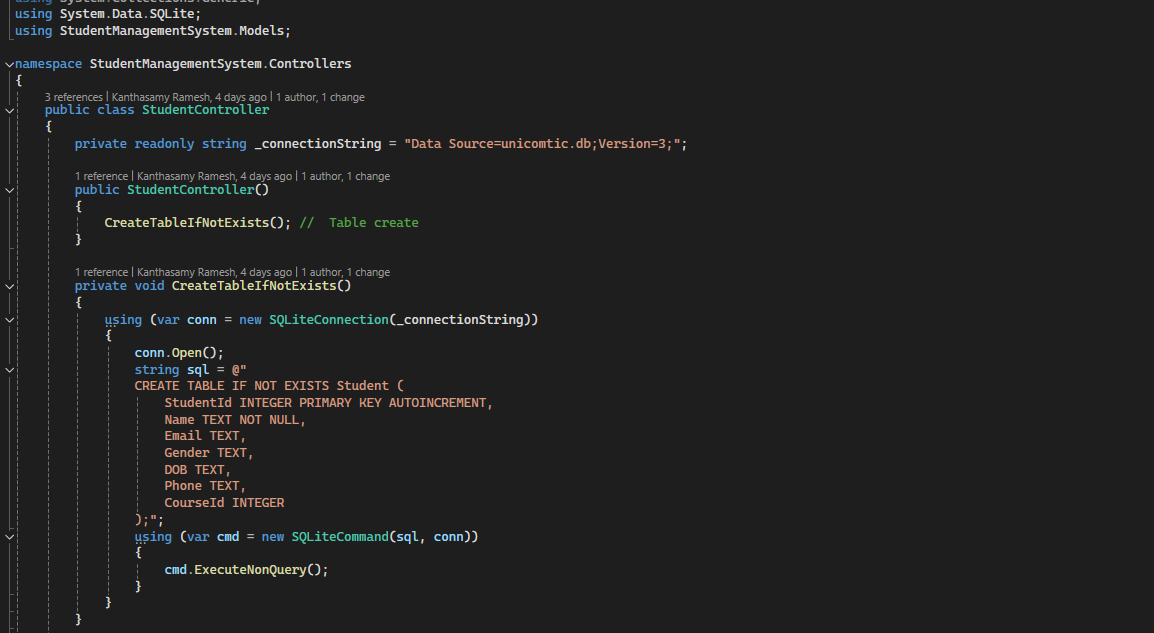 using System.Collections.Generic;
using System.Data.SQLite;
using StudentManagementSystem.Models;
namespace StudentManagementSystem.Controllers
{
3 references | Kanthasamy Ramesh, 4 days ago | 1 author, 1 change
public class StudentController
{
private readonly string _connectionString = "Data Source=unicomtic.db;Version=3;";
1 reference | Kanthasamy Ramesh, 4 days ago | 1 author, 1 change
public StudentController()
{
CreateTableIfNotExists(); //  Table create
}
1 reference | Kanthasamy Ramesh, 4 days ago | 1 author, 1 change
private void CreateTableIfNotExists()
{
using (var conn = new SQLiteConnection(_connectionString))
{
conn.Open();
string sql = @"
CREATE TABLE IF NOT EXISTS Student (
StudentId INTEGER PRIMARY KEY AUTOINCREMENT,
Name TEXT NOT NULL,
Email TEXT,
Gender TEXT,
DOB TEXT,
Phone TEXT,
CourseId INTEGER
);";
using (var cmd = new SQLiteCommand(sql, conn))
{
cmd.ExecuteNonQuery();
}
}
}